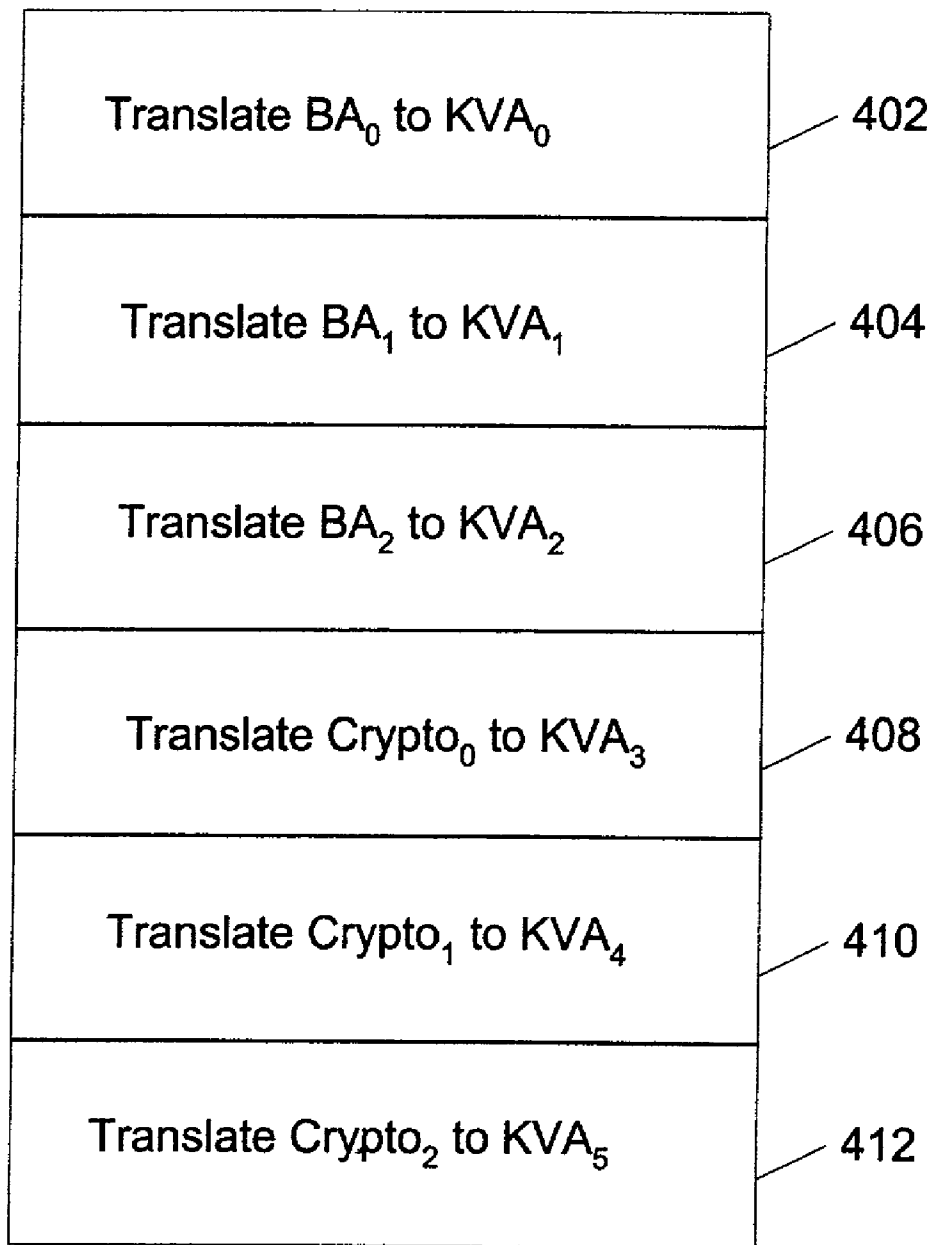 Translate BA₀ to KVA₀ 402
Translate BA₁ to KVA₁ 404
Translate BA₂ to KVA₂ 406
Translate Crypto₀ to KVA₃ 408
Translate Crypto₁ to KVA₄ 410
Translate Crypto₂ to KVA₅ 412